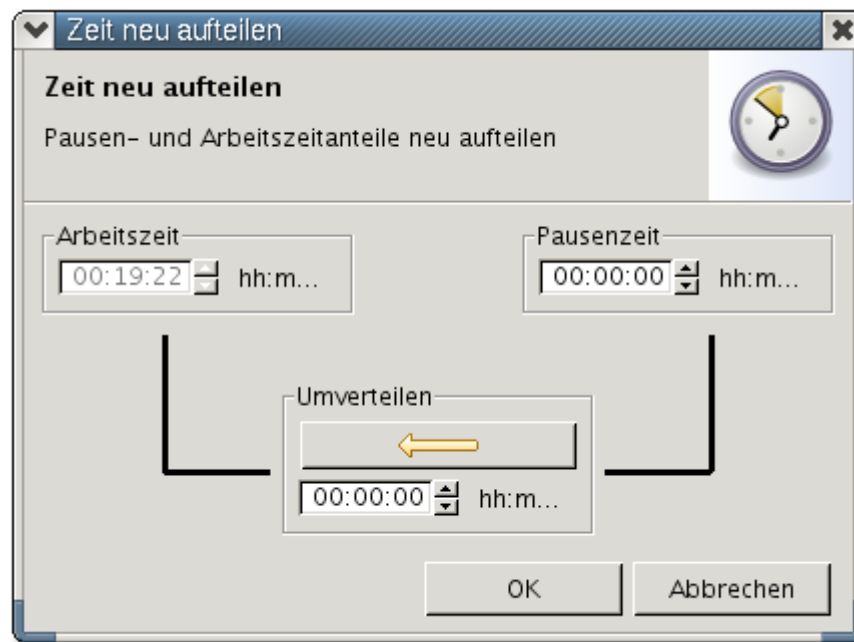 Zeit neu aufteilen
Zeit neu aufteilen
Pausen- und Arbeitszeitanteile neu aufteilen
Arbeitszeit
00:19:22 hh:m...
Pausenzeit
00:00:00 hh:m...
Umverteilen
00:00:00 hh:m...
OK
Abbrechen